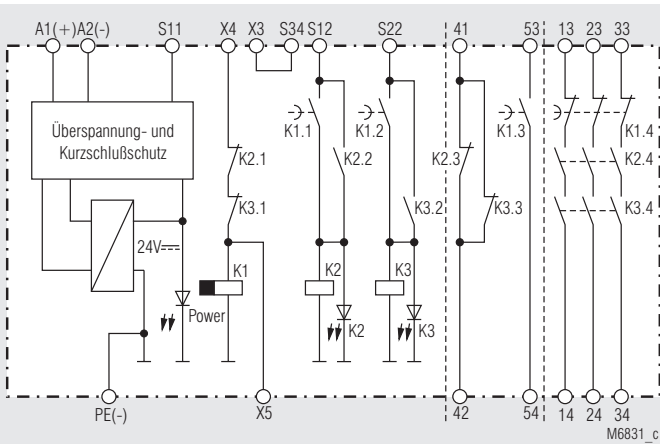 A1(+) A2(-) S11 X4 X3 S34 S12 S22 41 53 13 23 33
Überspannung- und
Kurzschlußschutz
K1.1 K1.2 K1.3 K1.4
K2.1 K2.2 K2.3 K2.4
K3.1 K3.2 K3.3 K3.4
24V
K1 K2 K3
Power K2 K3
PE(-) X5 42 54 14 24 34
M6831_c